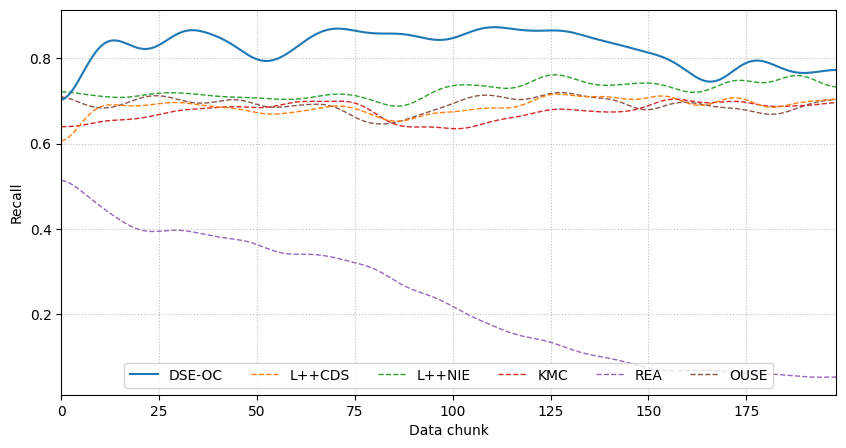 Recall
0.8
0.6
0.4
0.2
DSE-OC L++CDS L++NIE KMC REA OUSE
0 25 50 75 100 125 150 175
Data chunk